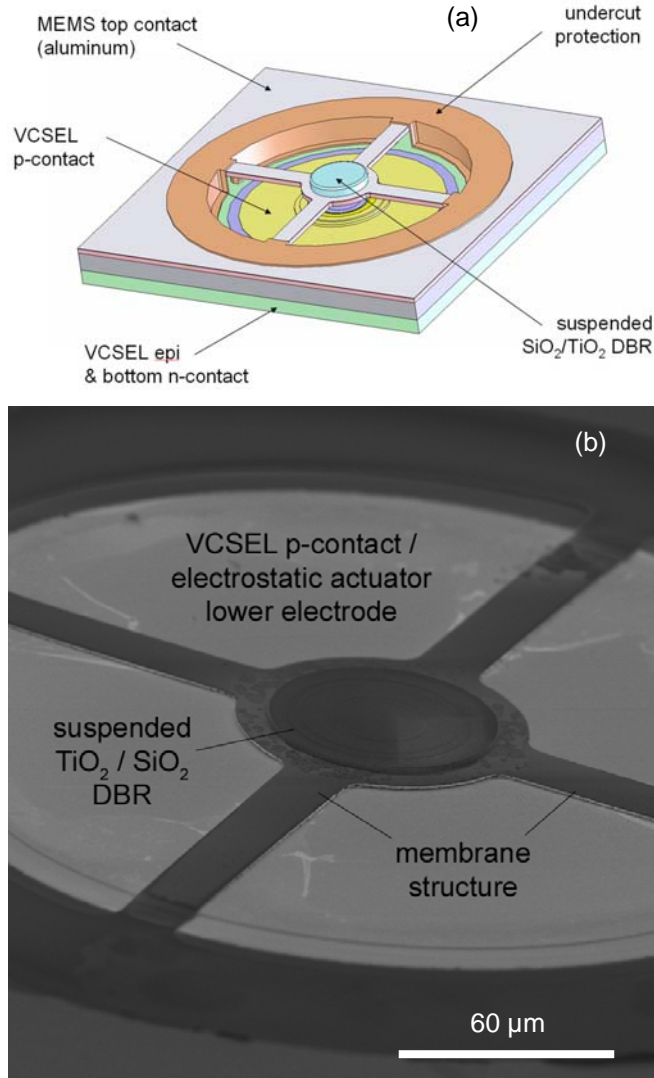 (a)
MEMS top contact
(aluminum)
undercut
protection
VCSEL
p-contact
suspended
SiO₂/TiO₂ DBR
VCSEL epi
& bottom n-contact
(b)
VCSEL p-contact /
electrostatic actuator
lower electrode
suspended
TiO₂ / SiO₂
DBR
membrane
structure
60 µm